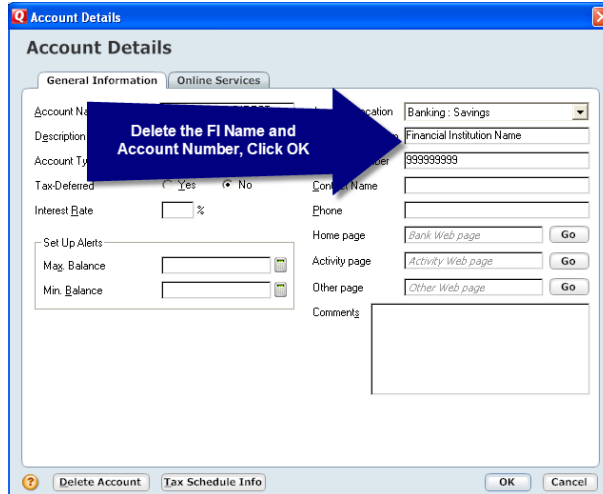 Account Details
Account Details
General Information Online Services
Account Na cation Banking : Savings
Description Financial Institution Name
Account Ty ber 999999999
Delete the FI Name and
Account Number, Click OK
Tax-Deferred Yes No Contact Name
Interest Rate % Phone
Home page Bank Web page Go
Set Up Alerts
Activity page Activity Web page Go
Max. Balance
Other page Other Web page Go
Min. Balance
Comments
Delete Account Tax Schedule Info OK Cancel